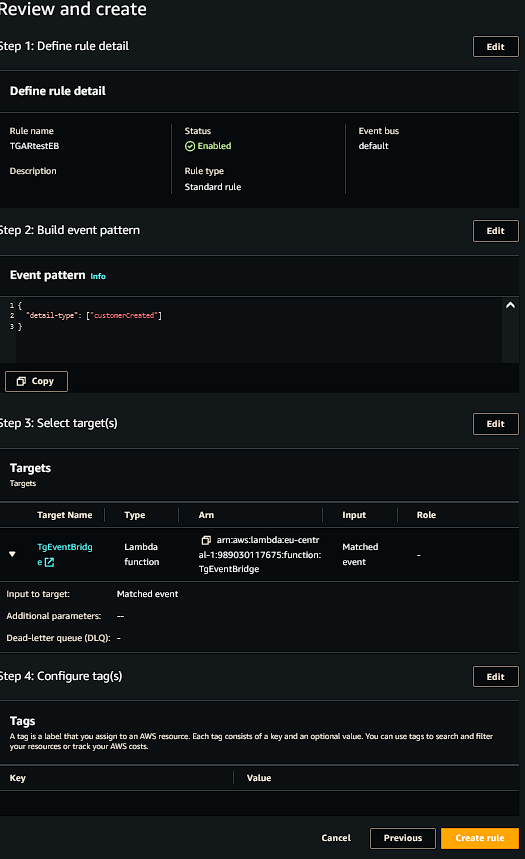 Review and create
Step 1: Define rule detail
Edit
Define rule detail
Rule name
TGARtestEB
Status
Enabled
Event bus
default
Description
Rule type
Standard rule
Step 2: Build event pattern
Edit
Event pattern Info
1 {
2 "detail-type": ["customerCreated"]
3 }
Copy
Step 3: Select target(s)
Edit
Targets
Targets
Target Name Type Arn Input Role
TgEventBridg
e
Lambda
function
arn:aws:lambda:eu-centr
al-1:989030117675:function:
TgEventBridge
Matched
event
-
Input to target: Matched event
Additional parameters: --
Dead-letter queue (DLQ): -
Step 4: Configure tag(s)
Edit
Tags
A tag is a label that you assign to an AWS resource. Each tag consists of a key and an optional value. You can use tags to search and filter
your resources or track your AWS costs.
Key Value
Cancel Previous Create rule